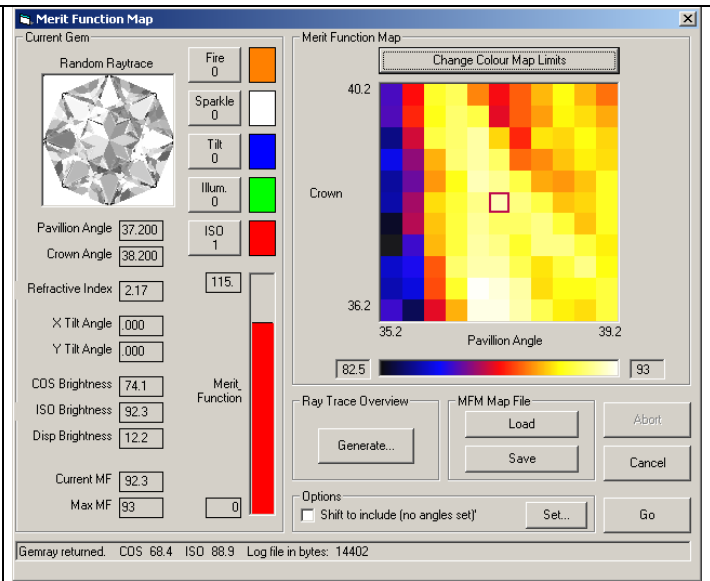 Merit Function Map
Current Gem
Random Raytrace
Fire
0
Sparkle
0
Tilt
0
Illum.
0
ISO
1
Pavillion Angle 37.200
Crown Angle 38.200
Refractive Index 2.17
X Tilt Angle .000
Y Tilt Angle .000
COS Brightness 74.1
ISO Brightness 92.3
Disp Brightness 12.2
Current MF 92.3
Max MF 93
115.
Merit
Function
0
Merit Function Map
Change Colour Map Limits
40.2
Crown
36.2
35.2
39.2
Pavillion Angle
82.5
93
Ray Trace Overview
Generate...
MFM Map File
Load
Save
Abort
Cancel
Options
Shift to include (no angles set)'
Set...
Go
Gemray returned. COS 68.4 ISO 88.9 Log file in bytes: 14402